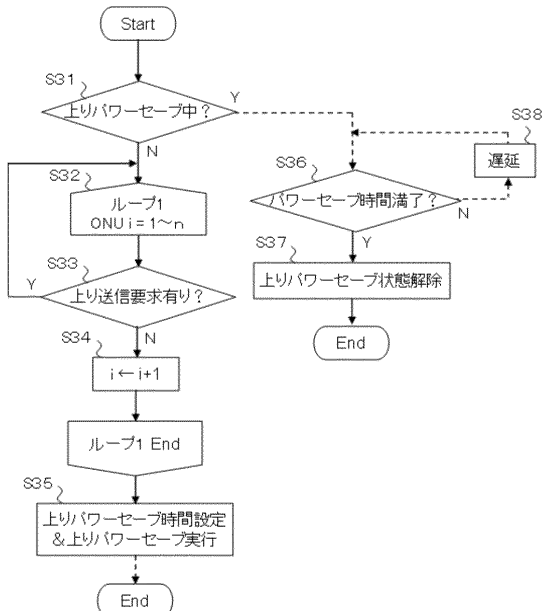 Start
S31
上りパワーセーブ中？
Y
N
S32
ループ1
ONU i＝1～n
S33
上り送信要求有り？
Y
N
S34
i←i+1
ループ1 End
S35
上りパワーセーブ時間設定
＆上りパワーセーブ実行
End
S38
遅延
S36
パワーセーブ時間満了？
N
Y
S37
上りパワーセーブ状態解除
End